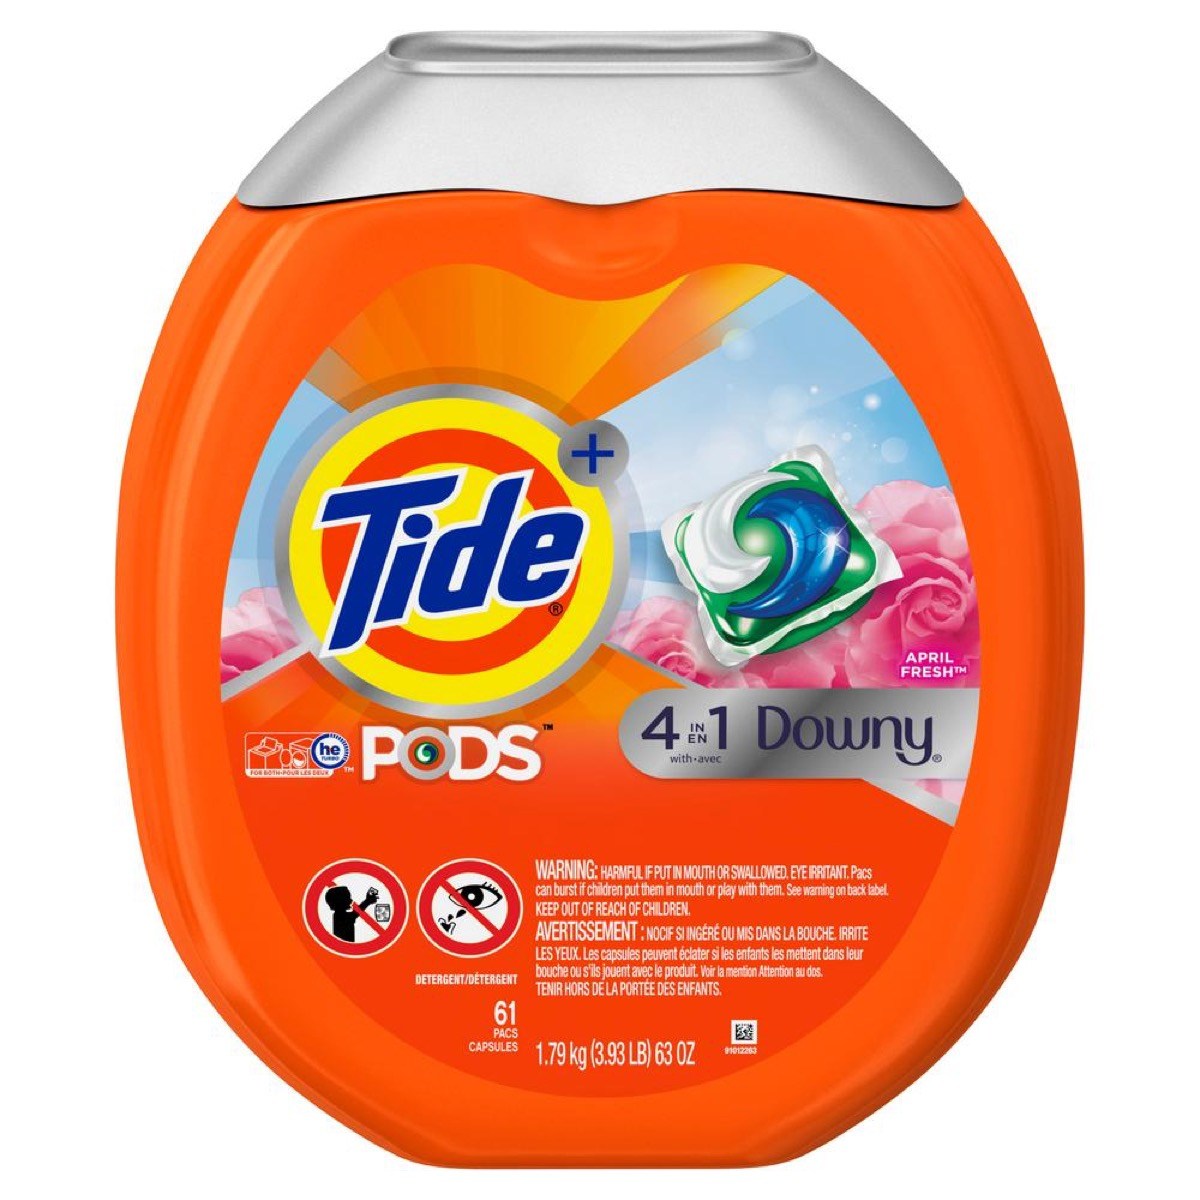 Tide®
+
APRIL
FRESH™
4 IN EN 1 Downy®
with • avec
he
TURBO
FOR BOTH•POUR LES DEUX ™
PODS™
WARNING: HARMFUL IF PUT IN MOUTH OR SWALLOWED. EYE IRRITANT. Pacs
can burst if children put them in mouth or play with them. See warning on back label.
KEEP OUT OF REACH OF CHILDREN.
AVERTISSEMENT : NOCIF SI INGÉRÉ OU MIS DANS LA BOUCHE. IRRITE
LES YEUX. Les capsules peuvent éclater si les enfants les mettent dans leur
bouche ou s'ils jouent avec le produit. Voir la mention Attention au dos.
TENIR HORS DE LA PORTÉE DES ENFANTS.
DETERGENT/DÉTERGENT
61
PACS
CAPSULES
1.79 kg (3.93 LB) 63 OZ
91012263